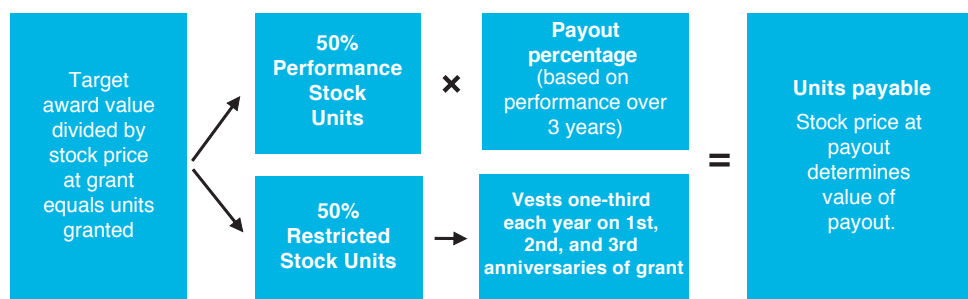 Target
award value
divided by
stock price
at grant
equals units
granted
50%
Performance
Stock
Units
×
Payout
percentage
(based on
performance over
3 years)
50%
Restricted
Stock Units
Vests one-third
each year on 1st,
2nd, and 3rd
anniversaries of grant
=
Units payable
Stock price at
payout
determines
value of
payout.